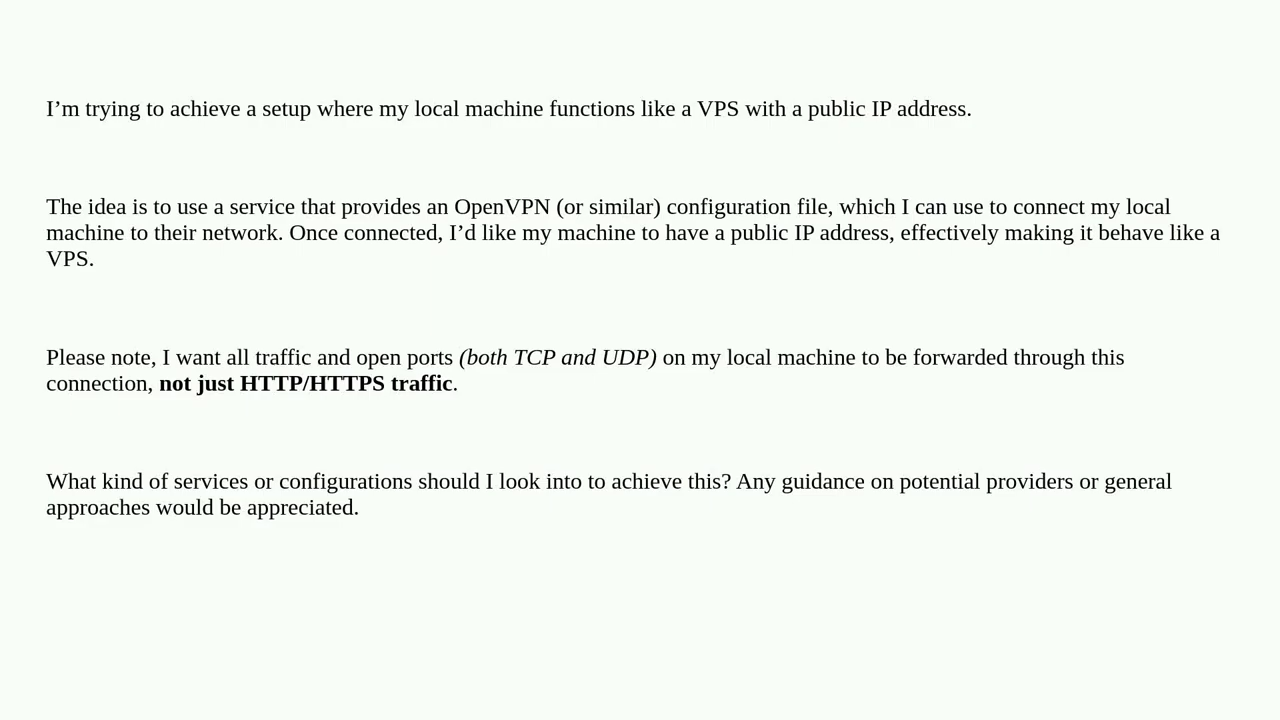 I’m trying to achieve a setup where my local machine functions like a VPS with a public IP address.
The idea is to use a service that provides an OpenVPN (or similar) configuration file, which I can use to connect my local
machine to their network. Once connected, I’d like my machine to have a public IP address, effectively making it behave like a
VPS.
Please note, I want all traffic and open ports (both TCP and UDP) on my local machine to be forwarded through this
connection, not just HTTP/HTTPS traffic.
What kind of services or configurations should I look into to achieve this? Any guidance on potential providers or general
approaches would be appreciated.